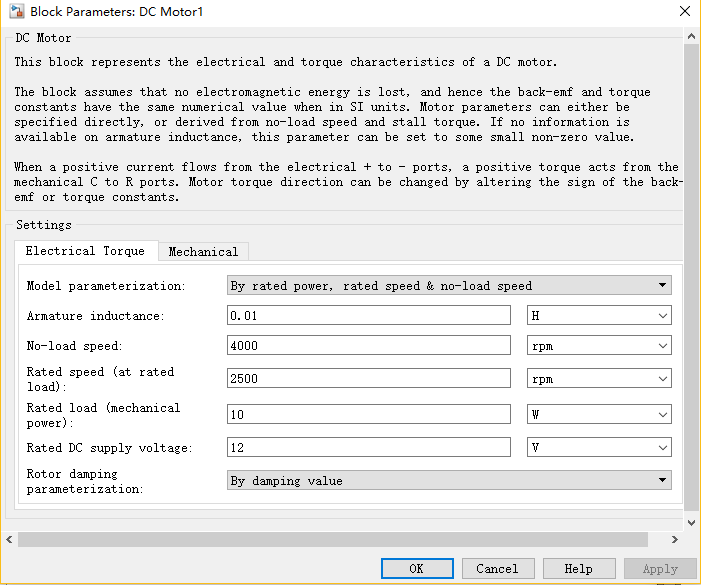 Block Parameters: DC Motor1
DC Motor
This block represents the electrical and torque characteristics of a DC motor.
The block assumes that no electromagnetic energy is lost, and hence the back-emf and torque
constants have the same numerical value when in SI units. Motor parameters can either be
specified directly, or derived from no-load speed and stall torque. If no information is
available on armature inductance, this parameter can be set to some small non-zero value.
When a positive current flows from the electrical + to - ports, a positive torque acts from the
mechanical C to R ports. Motor torque direction can be changed by altering the sign of the back-
emf or torque constants.
Settings
Electrical Torque Mechanical
Model parameterization: By rated power, rated speed & no-load speed
Armature inductance: 0.01 H
No-load speed: 4000 rpm
Rated speed (at rated
load): 2500 rpm
Rated load (mechanical
power): 10 W
Rated DC supply voltage: 12 V
Rotor damping
parameterization: By damping value
OK Cancel Help Apply